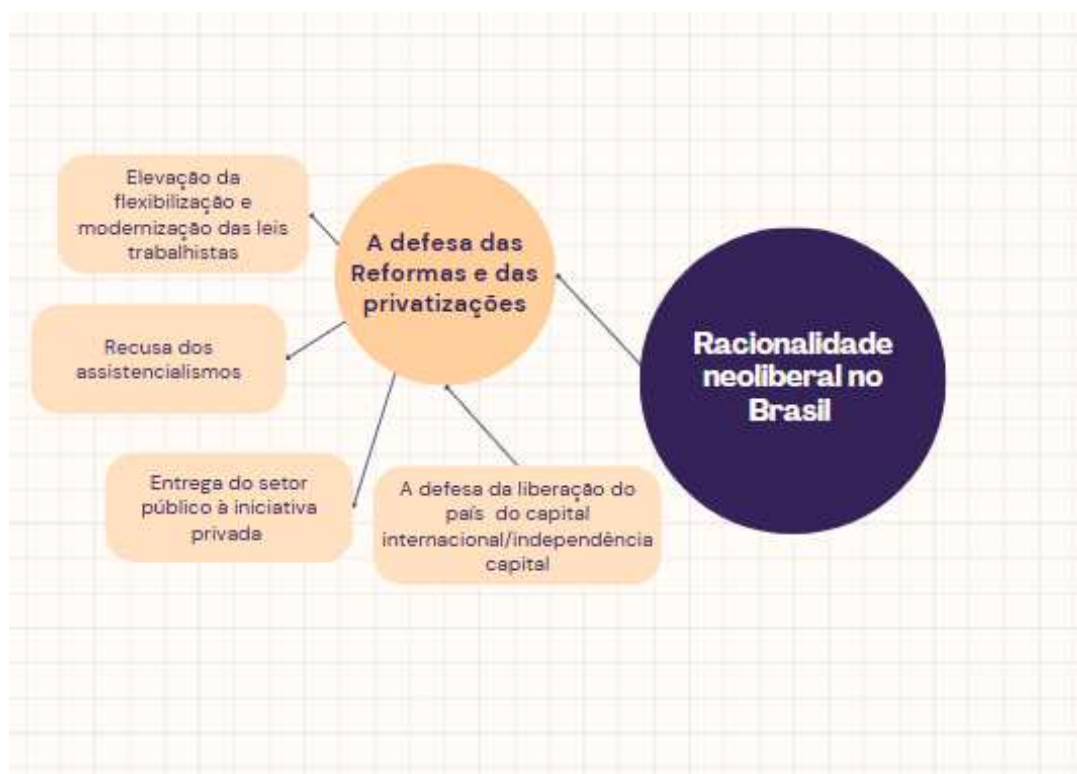 Elevação da
flexibilização e
modernização das leis
trabalhistas
A defesa das
Reformas e das
privatizações
Racionalidade
neoliberal no
Brasil
Recusa dos
assistencialismos
Entrega do setor
público à iniciativa
privada
A defesa da liberação do
país do capital
internacional/independência
capital